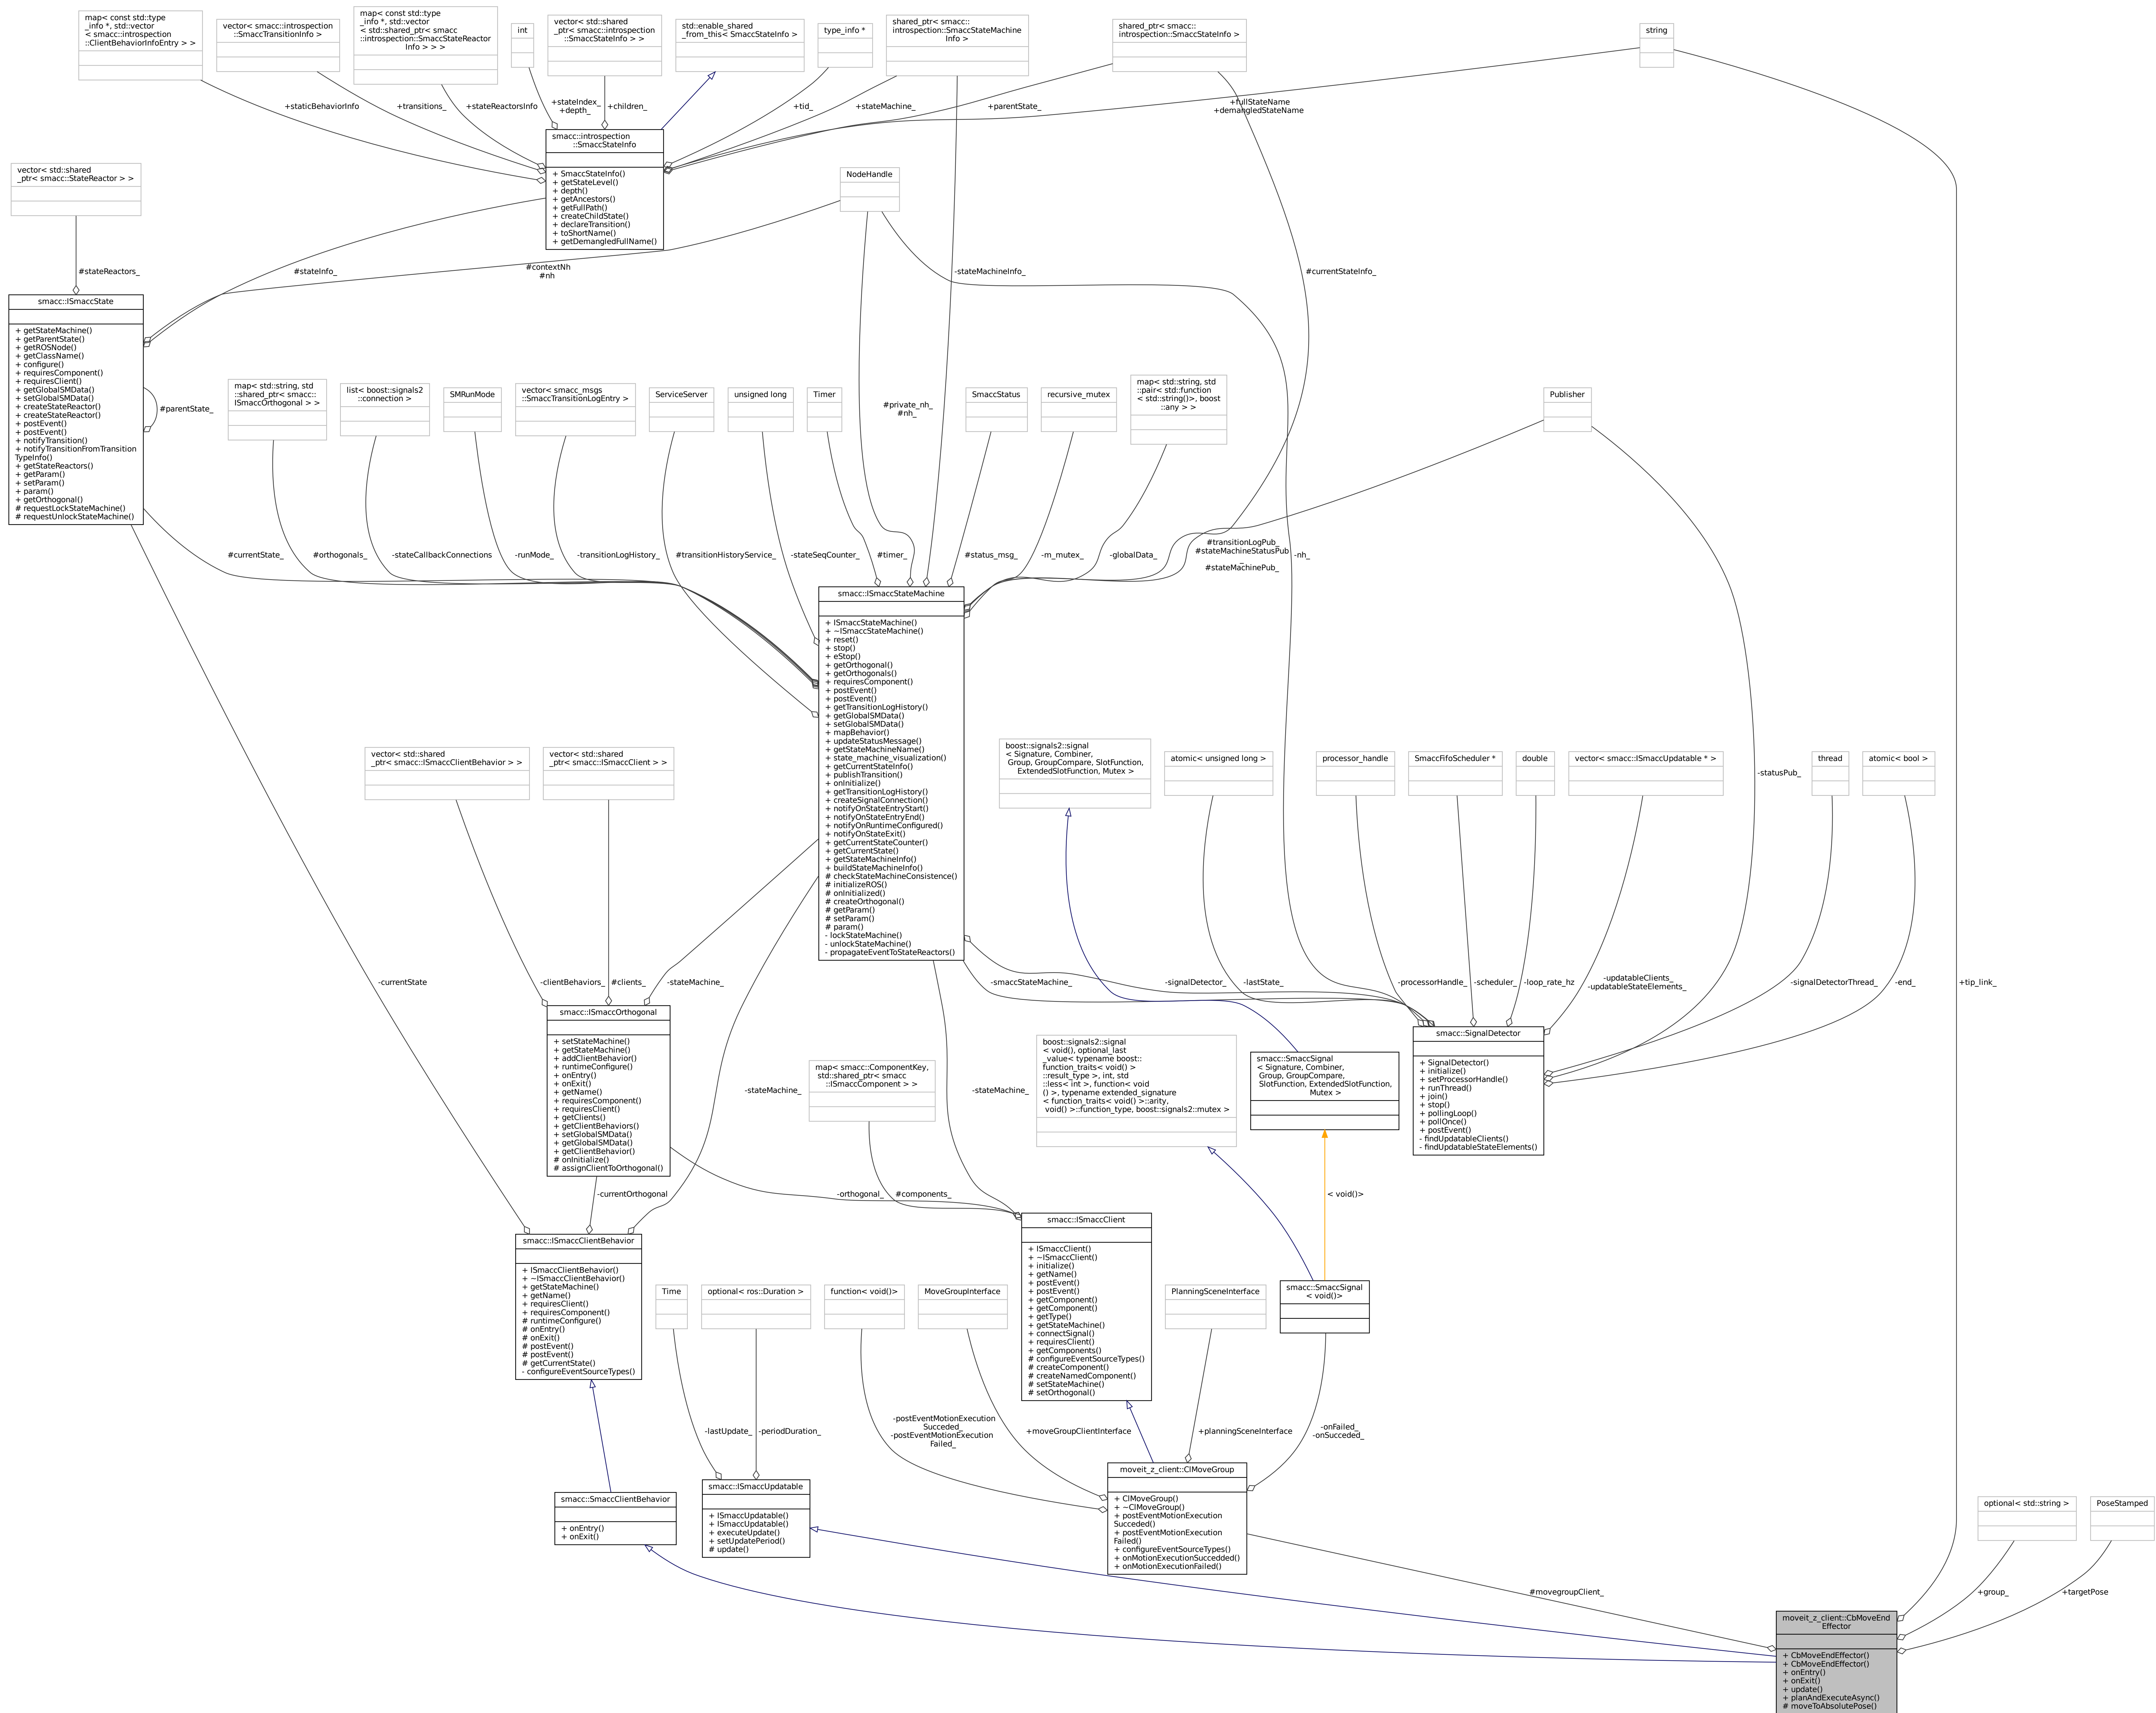 map< const std::type
_info *, std::vector
< smacc::introspection
::ClientBehaviorInfoEntry > >
vector< smacc::introspection
::SmaccTransitionInfo >
map< const std::type
_info *, std::vector
< std::shared_ptr< smacc
::introspection::SmaccStateReactor
Info > > >
int
vector< std::shared
_ptr< smacc::introspection
::SmaccStateInfo > >
std::enable_shared
_from_this< SmaccStateInfo >
type_info *
shared_ptr< smacc::
introspection::SmaccStateMachine
Info >
shared_ptr< smacc::
introspection::SmaccStateInfo >
string
+staticBehaviorInfo
+transitions_
+stateReactorsInfo
+stateIndex_
+depth_
+children_
+tid_
+stateMachine_
+parentState_
+fullStateName
+demangledStateName
smacc::introspection
::SmaccStateInfo
+ SmaccStateInfo()
+ getStateLevel()
+ depth()
+ getAncestors()
+ getFullPath()
+ createChildState()
+ declareTransition()
+ toShortName()
+ getDemangledFullName()
vector< std::shared
_ptr< smacc::StateReactor > >
NodeHandle
#stateReactors_
#stateInfo_
#contextNh
#nh
-stateMachineInfo_
#currentStateInfo_
smacc::ISmaccState
+ getStateMachine()
+ getParentState()
+ getROSNode()
+ getClassName()
+ configure()
+ requiresComponent()
+ requiresClient()
+ getGlobalSMData()
+ setGlobalSMData()
+ createStateReactor()
+ createStateReactor()
+ postEvent()
+ postEvent()
+ notifyTransition()
+ notifyTransitionFromTransition
TypeInfo()
+ getStateReactors()
+ getParam()
+ setParam()
+ param()
+ getOrthogonal()
# requestLockStateMachine()
# requestUnlockStateMachine()
#parentState_
map< std::string, std
::shared_ptr< smacc::
ISmaccOrthogonal > >
list< boost::signals2
::connection >
SMRunMode
vector< smacc_msgs
::SmaccTransitionLogEntry >
ServiceServer
unsigned long
Timer
#private_nh_
#nh_
SmaccStatus
recursive_mutex
map< std::string, std
::pair< std::function
< std::string()>, boost
::any > >
Publisher
#currentState_
#orthogonals_
-stateCallbackConnections
-runMode_
-transitionLogHistory_
#transitionHistoryService_
-stateSeqCounter_
#timer_
#status_msg_
-m_mutex_
-globalData_
#transitionLogPub_
#stateMachineStatusPub
_
#stateMachinePub_
-nh_
smacc::ISmaccStateMachine
+ ISmaccStateMachine()
+ ~ISmaccStateMachine()
+ reset()
+ stop()
+ eStop()
+ getOrthogonal()
+ getOrthogonals()
+ requiresComponent()
+ postEvent()
+ postEvent()
+ getTransitionLogHistory()
+ getGlobalSMData()
+ setGlobalSMData()
+ mapBehavior()
+ updateStatusMessage()
+ getStateMachineName()
+ state_machine_visualization()
+ getCurrentStateInfo()
+ publishTransition()
+ onInitialize()
+ getTransitionLogHistory()
+ createSignalConnection()
+ notifyOnStateEntryStart()
+ notifyOnStateEntryEnd()
+ notifyOnRuntimeConfigured()
+ notifyOnStateExit()
+ getCurrentStateCounter()
+ getCurrentState()
+ getStateMachineInfo()
+ buildStateMachineInfo()
# checkStateMachineConsistence()
# initializeROS()
# onInitialized()
# createOrthogonal()
# getParam()
# setParam()
# param()
- lockStateMachine()
- unlockStateMachine()
- propagateEventToStateReactors()
vector< std::shared
_ptr< smacc::ISmaccClientBehavior > >
vector< std::shared
_ptr< smacc::ISmaccClient > >
boost::signals2::signal
< Signature, Combiner,
Group, GroupCompare, SlotFunction,
ExtendedSlotFunction, Mutex >
atomic< unsigned long >
processor_handle
SmaccFifoScheduler *
double
vector< smacc::ISmaccUpdatable * >
-statusPub_
thread
atomic< bool >
-currentState
-clientBehaviors_
#clients_
-stateMachine_
-smaccStateMachine_
-signalDetector_
-lastState_
-processorHandle_
-scheduler_
-loop_rate_hz
-updatableClients_
-updatableStateElements_
-signalDetectorThread_
-end_
+tip_link_
smacc::ISmaccOrthogonal
+ setStateMachine()
+ getStateMachine()
+ addClientBehavior()
+ runtimeConfigure()
+ onEntry()
+ onExit()
+ getName()
+ requiresComponent()
+ requiresClient()
+ getClients()
+ getClientBehaviors()
+ setGlobalSMData()
+ getGlobalSMData()
+ getClientBehavior()
# onInitialize()
# assignClientToOrthogonal()
-stateMachine_
map< smacc::ComponentKey,
std::shared_ptr< smacc
::ISmaccComponent > >
-stateMachine_
boost::signals2::signal
< void(), optional_last
_value< typename boost::
function_traits< void() >
::result_type >, int, std
::less< int >, function< void
() >, typename extended_signature
< function_traits< void() >::arity,
void() >::function_type, boost::signals2::mutex >
smacc::SmaccSignal
< Signature, Combiner,
Group, GroupCompare,
SlotFunction, ExtendedSlotFunction,
Mutex >
smacc::SignalDetector
+ SignalDetector()
+ initialize()
+ setProcessorHandle()
+ runThread()
+ join()
+ stop()
+ pollingLoop()
+ pollOnce()
+ postEvent()
- findUpdatableClients()
- findUpdatableStateElements()
-currentOrthogonal
-orthogonal_
#components_
< void()>
smacc::ISmaccClientBehavior
+ ISmaccClientBehavior()
+ ~ISmaccClientBehavior()
+ getStateMachine()
+ getName()
+ requiresClient()
+ requiresComponent()
# runtimeConfigure()
# onEntry()
# onExit()
# postEvent()
# postEvent()
# getCurrentState()
- configureEventSourceTypes()
Time
optional< ros::Duration >
function< void()>
MoveGroupInterface
smacc::ISmaccClient
+ ISmaccClient()
+ ~ISmaccClient()
+ initialize()
+ getName()
+ postEvent()
+ postEvent()
+ getComponent()
+ getComponent()
+ getType()
+ getStateMachine()
+ connectSignal()
+ requiresClient()
+ getComponents()
# configureEventSourceTypes()
# createComponent()
# createNamedComponent()
# setStateMachine()
# setOrthogonal()
PlanningSceneInterface
smacc::SmaccSignal
< void()>
-lastUpdate_
-periodDuration_
-postEventMotionExecution
Succeded_
-postEventMotionExecution
Failed_
+moveGroupClientInterface
+planningSceneInterface
-onFailed_
-onSucceded_
smacc::SmaccClientBehavior
+ onEntry()
+ onExit()
smacc::ISmaccUpdatable
+ ISmaccUpdatable()
+ ISmaccUpdatable()
+ executeUpdate()
+ setUpdatePeriod()
# update()
moveit_z_client::ClMoveGroup
+ ClMoveGroup()
+ ~ClMoveGroup()
+ postEventMotionExecution
Succeded()
+ postEventMotionExecution
Failed()
+ configureEventSourceTypes()
+ onMotionExecutionSuccedded()
+ onMotionExecutionFailed()
optional< std::string >
PoseStamped
#movegroupClient_
+group_
+targetPose
moveit_z_client::CbMoveEnd
Effector
+ CbMoveEndEffector()
+ CbMoveEndEffector()
+ onEntry()
+ onExit()
+ update()
+ planAndExecuteAsync()
# moveToAbsolutePose()